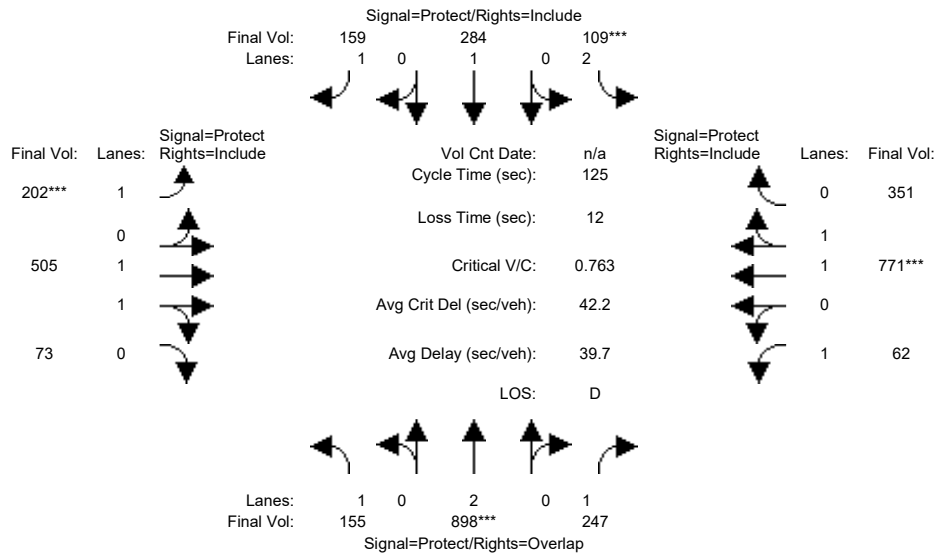 Signal=Protect/Rights=Include
Final Vol: 159 284 109***
Lanes: 1 0 1 0 2
Signal=Protect Signal=Protect
Final Vol: Lanes: Rights=Include Vol Cnt Date: n/a Rights=Include Lanes: Final Vol:
Cycle Time (sec): 125
202*** 1 0 351
Loss Time (sec): 12
0 1
505 1 Critical V/C: 0.763 1 771***
1 Avg Crit Del (sec/veh): 42.2 0
73 0 Avg Delay (sec/veh): 39.7 1 62
LOS: D
Lanes: 1 0 2 0 1
Final Vol: 155 898*** 247
Signal=Protect/Rights=Overlap